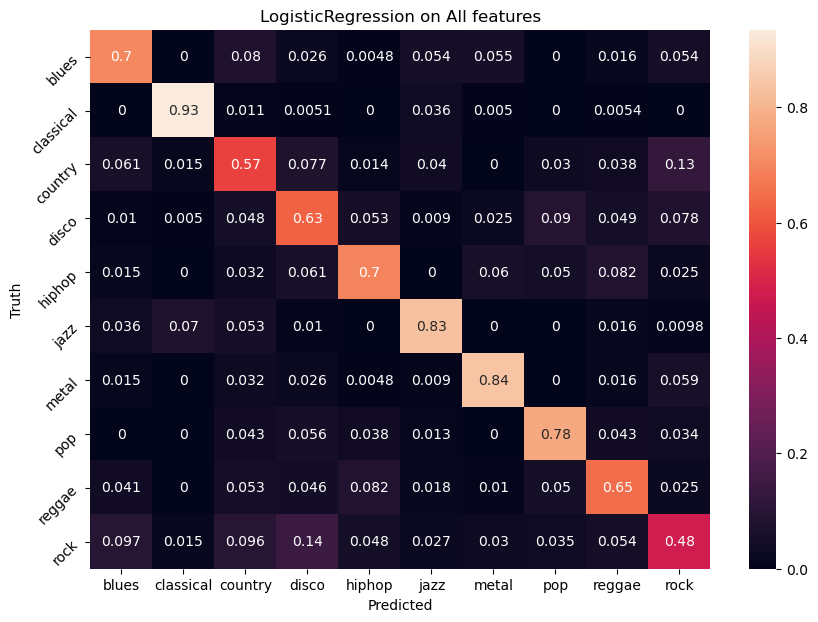 LogisticRegression on All features
blues 0.7 0 0.08 0.026 0.0048 0.054 0.055 0 0.016 0.054
classical 0 0.93 0.011 0.0051 0 0.036 0.005 0 0.0054 0
country 0.061 0.015 0.57 0.077 0.014 0.04 0 0.03 0.038 0.13
disco 0.01 0.005 0.048 0.63 0.053 0.009 0.025 0.09 0.049 0.078
hiphop 0.015 0 0.032 0.061 0.7 0 0.06 0.05 0.082 0.025
jazz 0.036 0.07 0.053 0.01 0 0.83 0 0 0.016 0.0098
metal 0.015 0 0.032 0.026 0.0048 0.009 0.84 0 0.016 0.059
pop 0 0 0.043 0.056 0.038 0.013 0 0.78 0.043 0.034
reggae 0.041 0 0.053 0.046 0.082 0.018 0.01 0.05 0.65 0.025
rock 0.097 0.015 0.096 0.14 0.048 0.027 0.03 0.035 0.054 0.48
blues classical country disco hiphop jazz metal pop reggae rock
Predicted
Truth
0.8
0.6
0.4
0.2
0.0